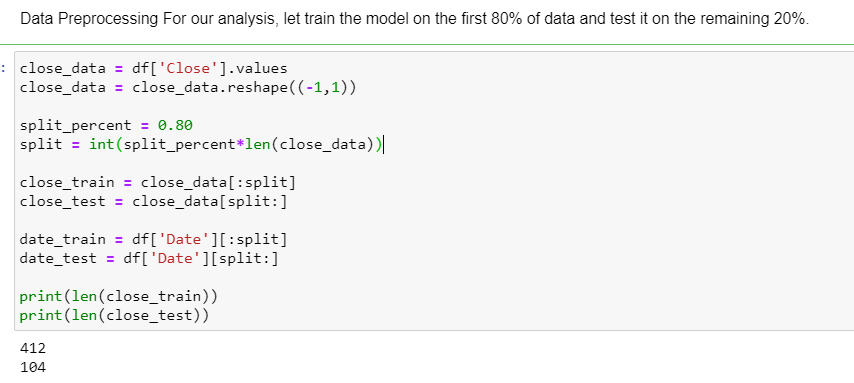 Data Preprocessing For our analysis, let train the model on the first 80% of data and test it on the remaining 20%.
:
close_data = df['Close'].values
close_data = close_data.reshape((-1,1))
split_percent = 0.80
split = int(split_percent*len(close_data))
close_train = close_data[:split]
close_test = close_data[split:]
date_train = df['Date'][:split]
date_test = df['Date'][split:]
print(len(close_train))
print(len(close_test))
412
104